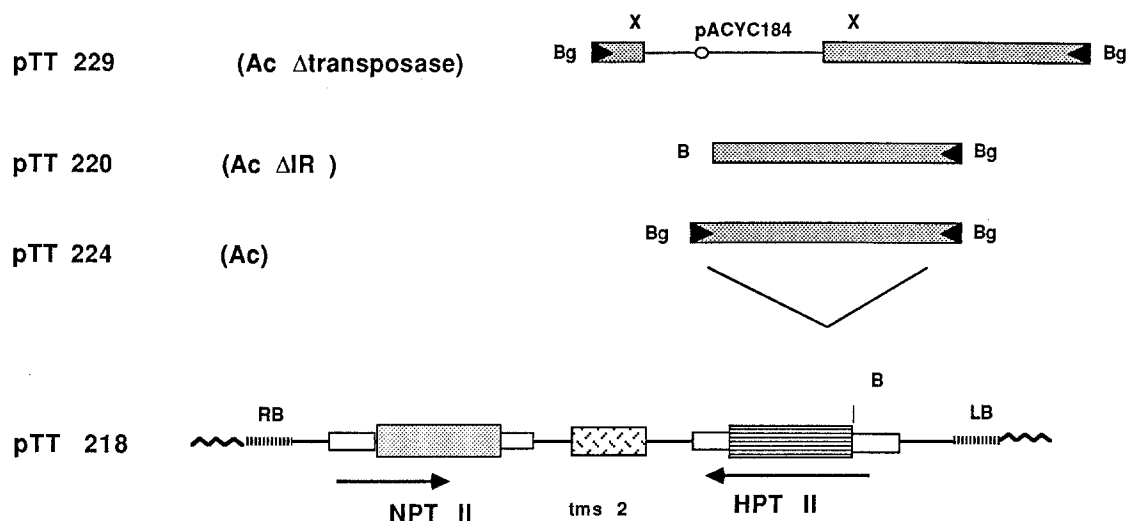 X pACYC184 X
pTT 229 (Ac Δtransposase) Bg Bg
pTT 220 (Ac ΔIR ) B Bg
pTT 224 (Ac) Bg Bg
B
RB LB
pTT 218
NPT II tms 2 HPT II